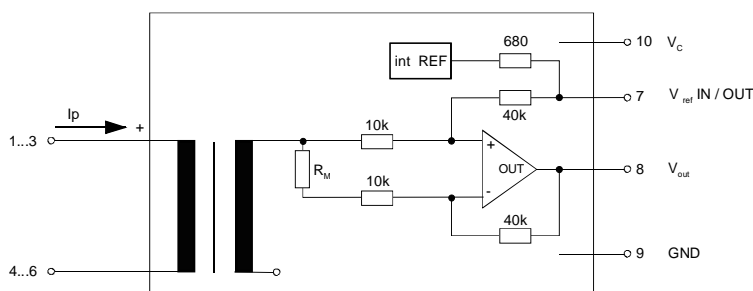 680
10 V_C
int REF
Ip
+
7 V_ref IN / OUT
40k
10k
1...3
+
OUT
R_M
8 V_out
10k
-
40k
9 GND
4...6